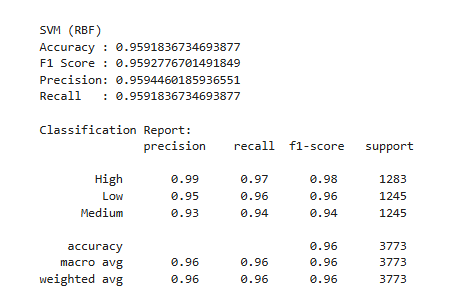 SVM (RBF)
Accuracy : 0.9591836734693877
F1 Score : 0.9592776701491849
Precision: 0.9594460185936551
Recall   : 0.9591836734693877
Classification Report:
precision recall f1-score support
High 0.99 0.97 0.98 1283
Low 0.95 0.96 0.96 1245
Medium 0.93 0.94 0.94 1245
accuracy 0.96 3773
macro avg 0.96 0.96 0.96 3773
weighted avg 0.96 0.96 0.96 3773